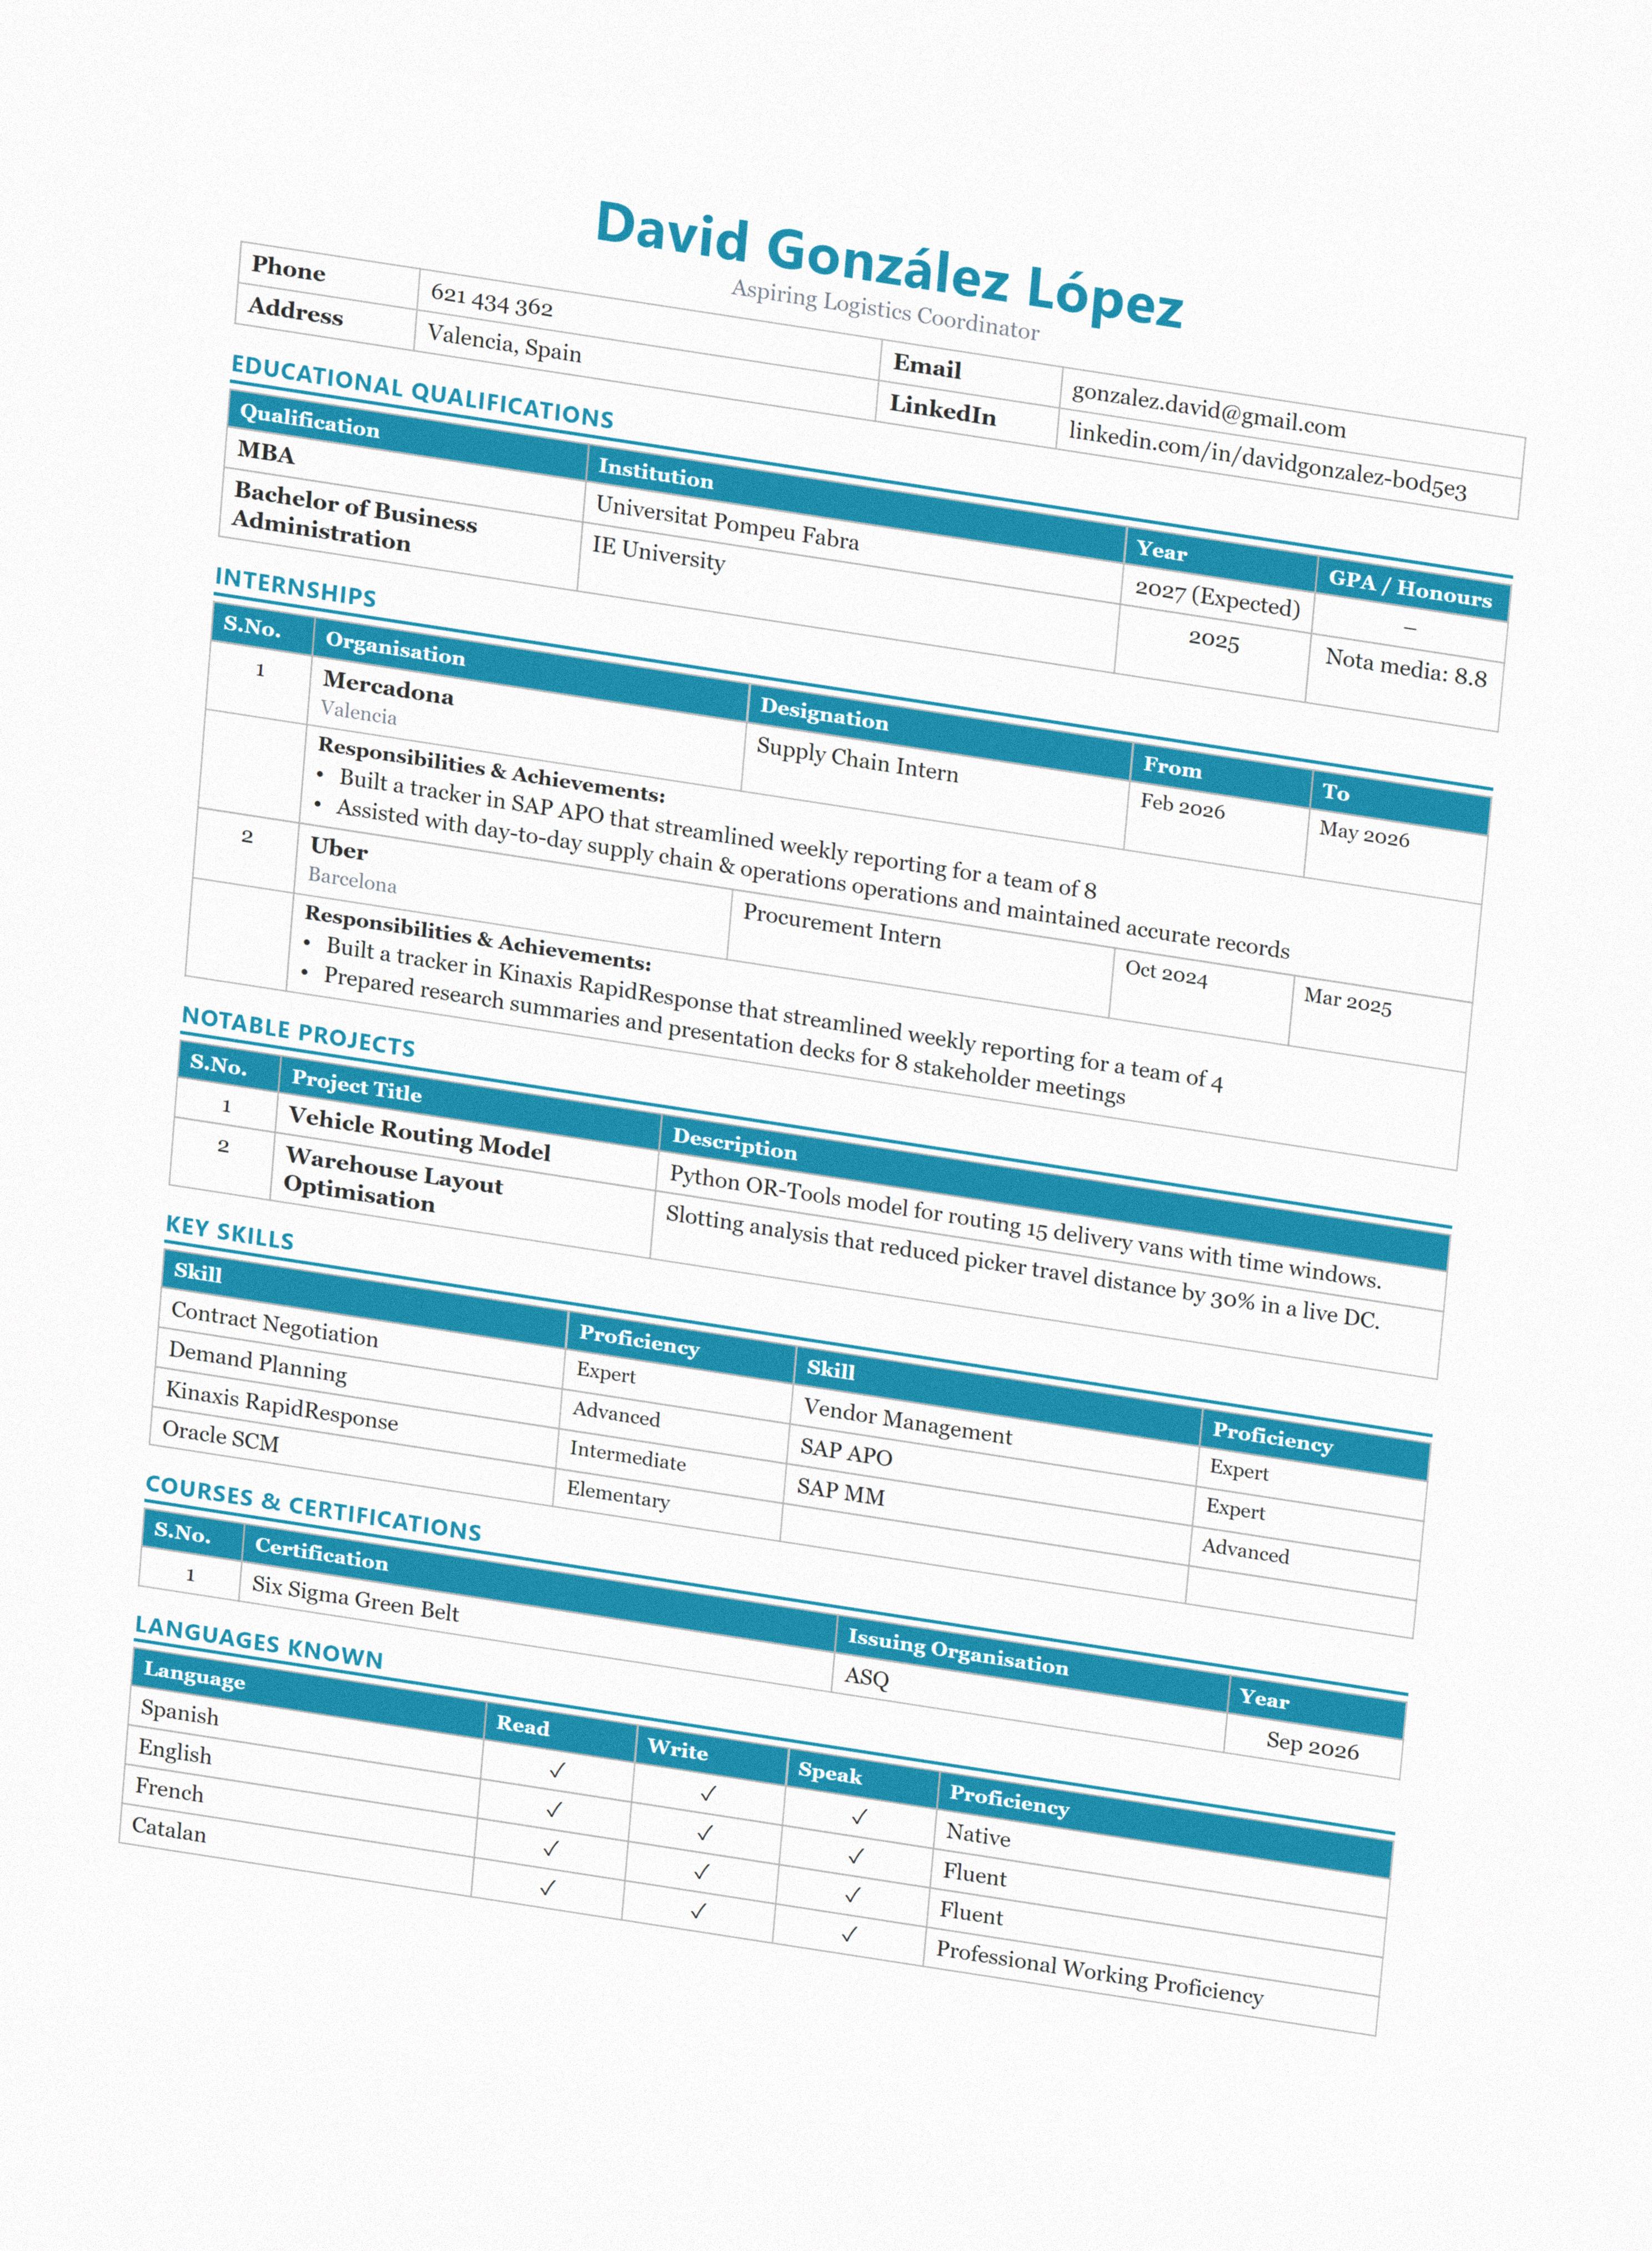 David González López
Aspiring Logistics Coordinator
Phone 621 434 362 Email gonzalez.david@gmail.com
Address Valencia, Spain LinkedIn linkedin.com/in/davidgonzalez-b0d5e3
EDUCATIONAL QUALIFICATIONS
Qualification Institution Year GPA / Honours
MBA Universitat Pompeu Fabra 2027 (Expected) –
Bachelor of Business Administration IE University 2025 Nota media: 8.8
INTERNSHIPS
S.No. Organisation Designation From To
1 Mercadona Supply Chain Intern Feb 2026 May 2026
Valencia
Responsibilities & Achievements:
• Built a tracker in SAP APO that streamlined weekly reporting for a team of 8
• Assisted with day-to-day supply chain & operations operations and maintained accurate records
2 Uber Procurement Intern Oct 2024 Mar 2025
Barcelona
Responsibilities & Achievements:
• Built a tracker in Kinaxis RapidResponse that streamlined weekly reporting for a team of 4
• Prepared research summaries and presentation decks for 8 stakeholder meetings
NOTABLE PROJECTS
S.No. Project Title Description
1 Vehicle Routing Model Python OR-Tools model for routing 15 delivery vans with time windows.
2 Warehouse Layout Optimisation Slotting analysis that reduced picker travel distance by 30% in a live DC.
KEY SKILLS
Skill Proficiency Skill Proficiency
Contract Negotiation Expert Vendor Management Expert
Demand Planning Advanced SAP APO Expert
Kinaxis RapidResponse Intermediate SAP MM Advanced
Oracle SCM Elementary
COURSES & CERTIFICATIONS
S.No. Certification Issuing Organisation Year
1 Six Sigma Green Belt ASQ Sep 2026
LANGUAGES KNOWN
Language Read Write Speak Proficiency
Spanish ✓ ✓ ✓ Native
English ✓ ✓ ✓ Fluent
French ✓ ✓ ✓ Fluent
Catalan ✓ ✓ ✓ Professional Working Proficiency